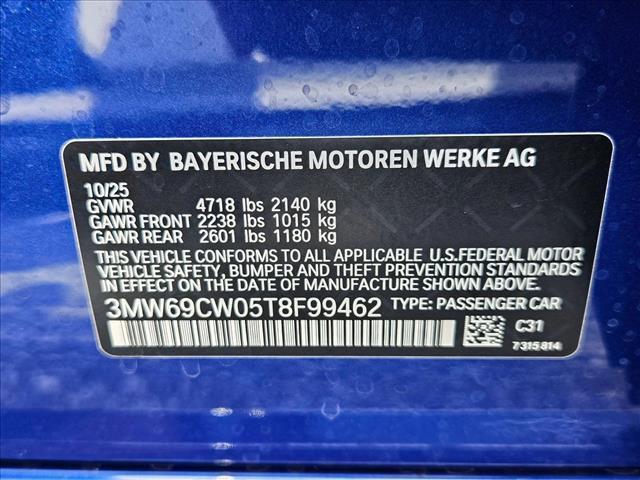 MFD BY BAYERISCHE MOTOREN WERKE AG
10/25
GVWR 4718 lbs 2140 kg
GAWR FRONT 2238 lbs 1015 kg
GAWR REAR 2601 lbs 1180 kg
THIS VEHICLE CONFORMS TO ALL APPLICABLE U.S.FEDERAL MOTOR
VEHICLE SAFETY, BUMPER AND THEFT PREVENTION STANDARDS
IN EFFECT ON THE DATE OF MANUFACTURE SHOWN ABOVE.
3MW69CW05T8F99462 TYPE: PASSENGER CAR
C31
7315814